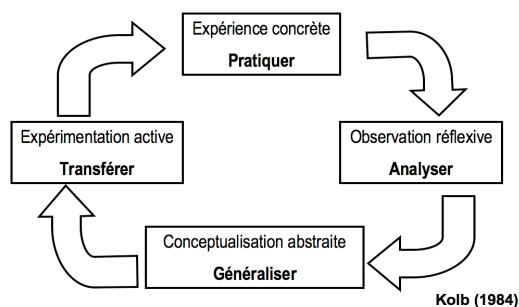 Expérience concrète
Pratiquer
Expérimentation active
Transférer
Observation réflexive
Analyser
Conceptualisation abstraite
Généraliser
Kolb (1984)